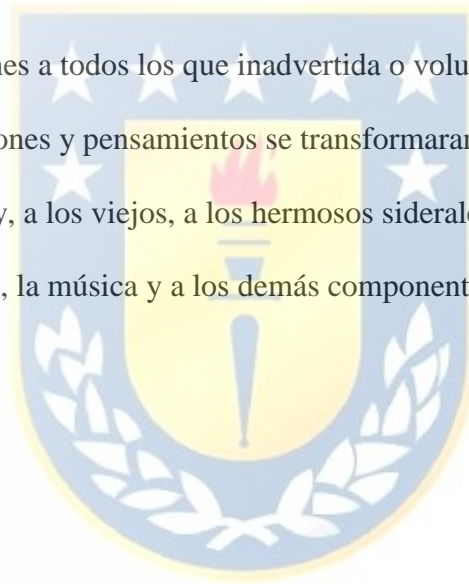 nes a todos los que inadvertida o volu
ones y pensamientos se transformaran
y, a los viejos, a los hermosos siderale
, la música y a los demás component